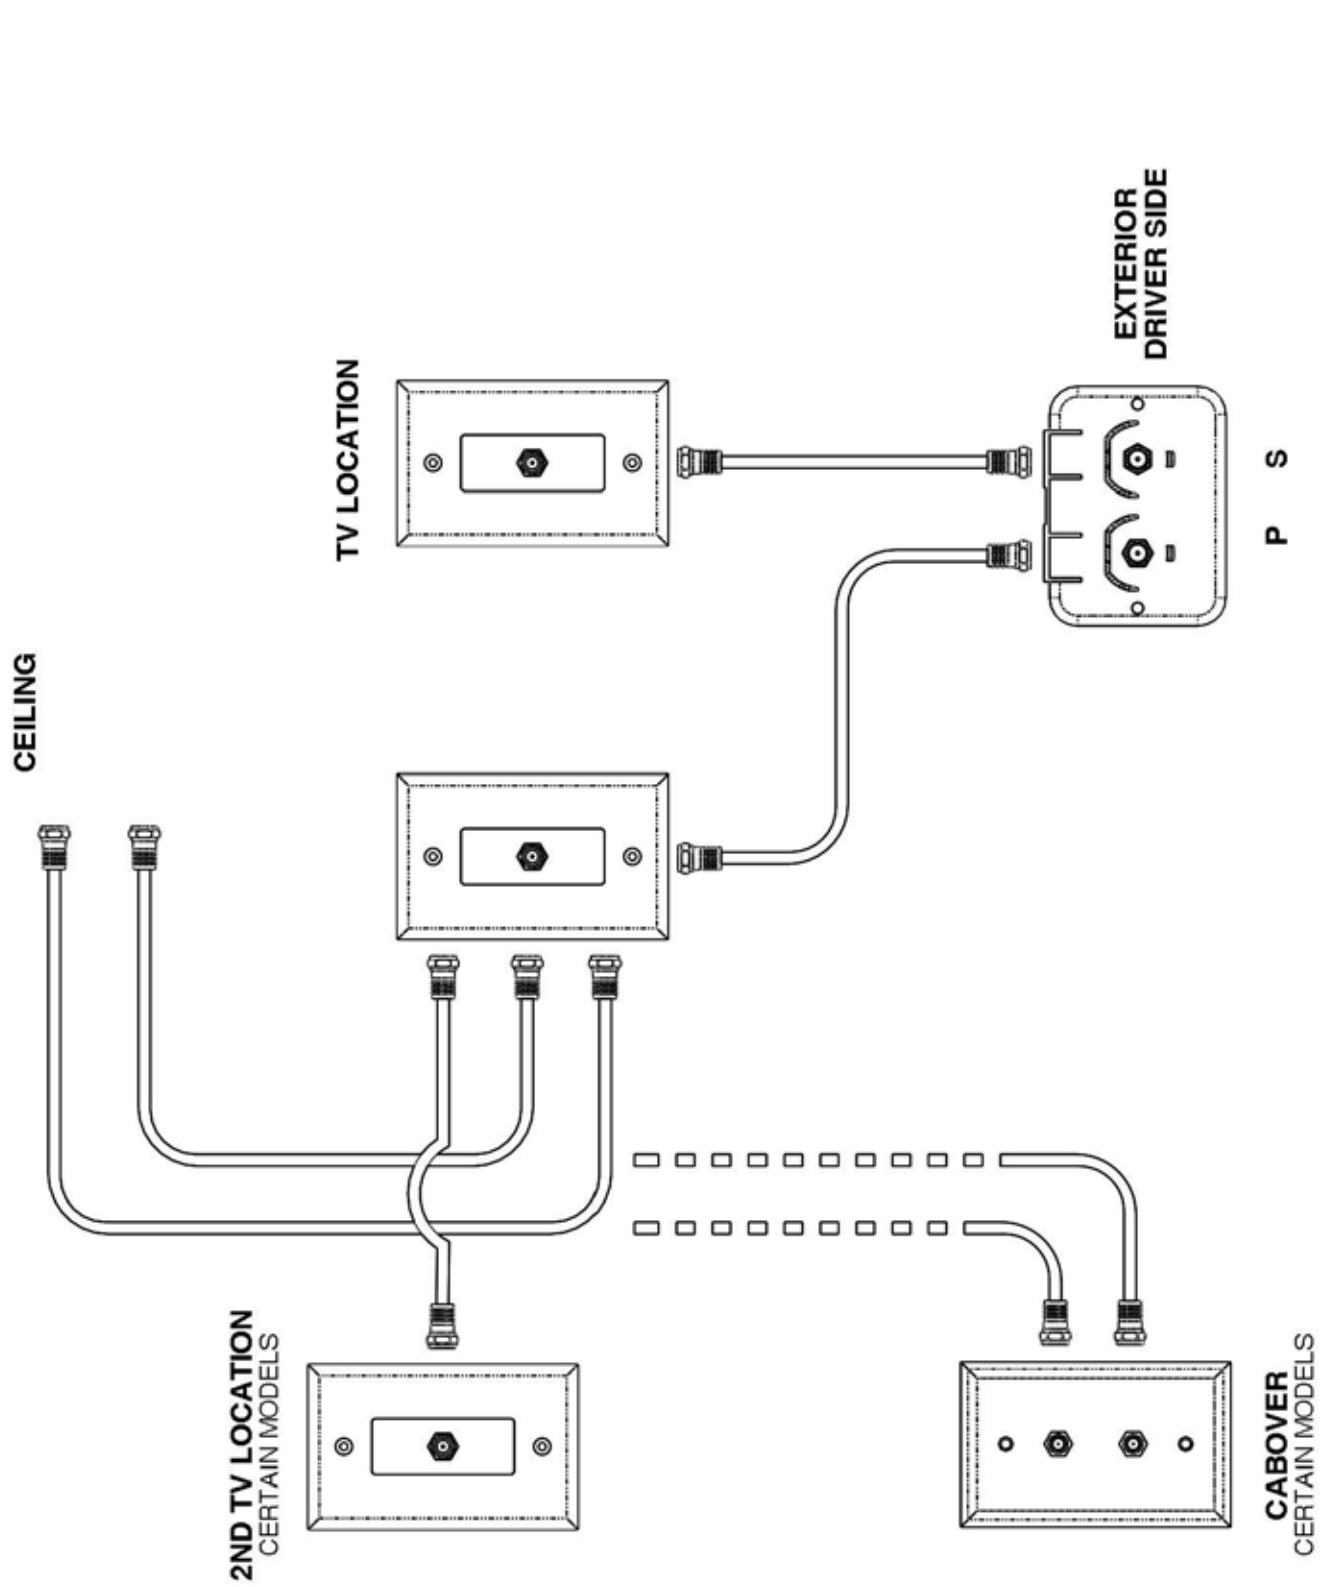 CEILING
2ND TV LOCATION
CERTAIN MODELS
TV LOCATION
EXTERIOR
DRIVER SIDE
P S
CABOVER
CERTAIN MODELS